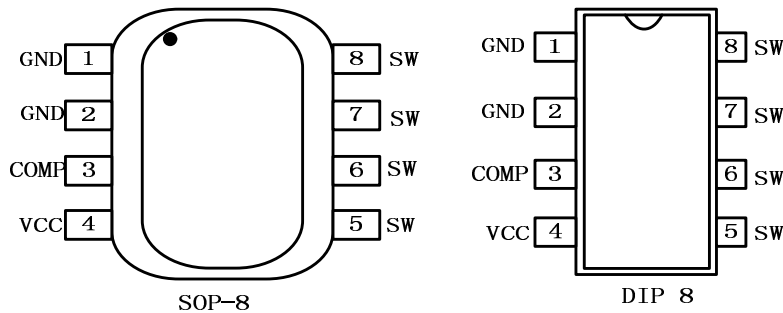 GND 1 8 SW
GND 2 7 SW
COMP 3 6 SW
VCC 4 5 SW
SOP-8
GND 1 8 SW
GND 2 7 SW
COMP 3 6 SW
VCC 4 5 SW
DIP 8